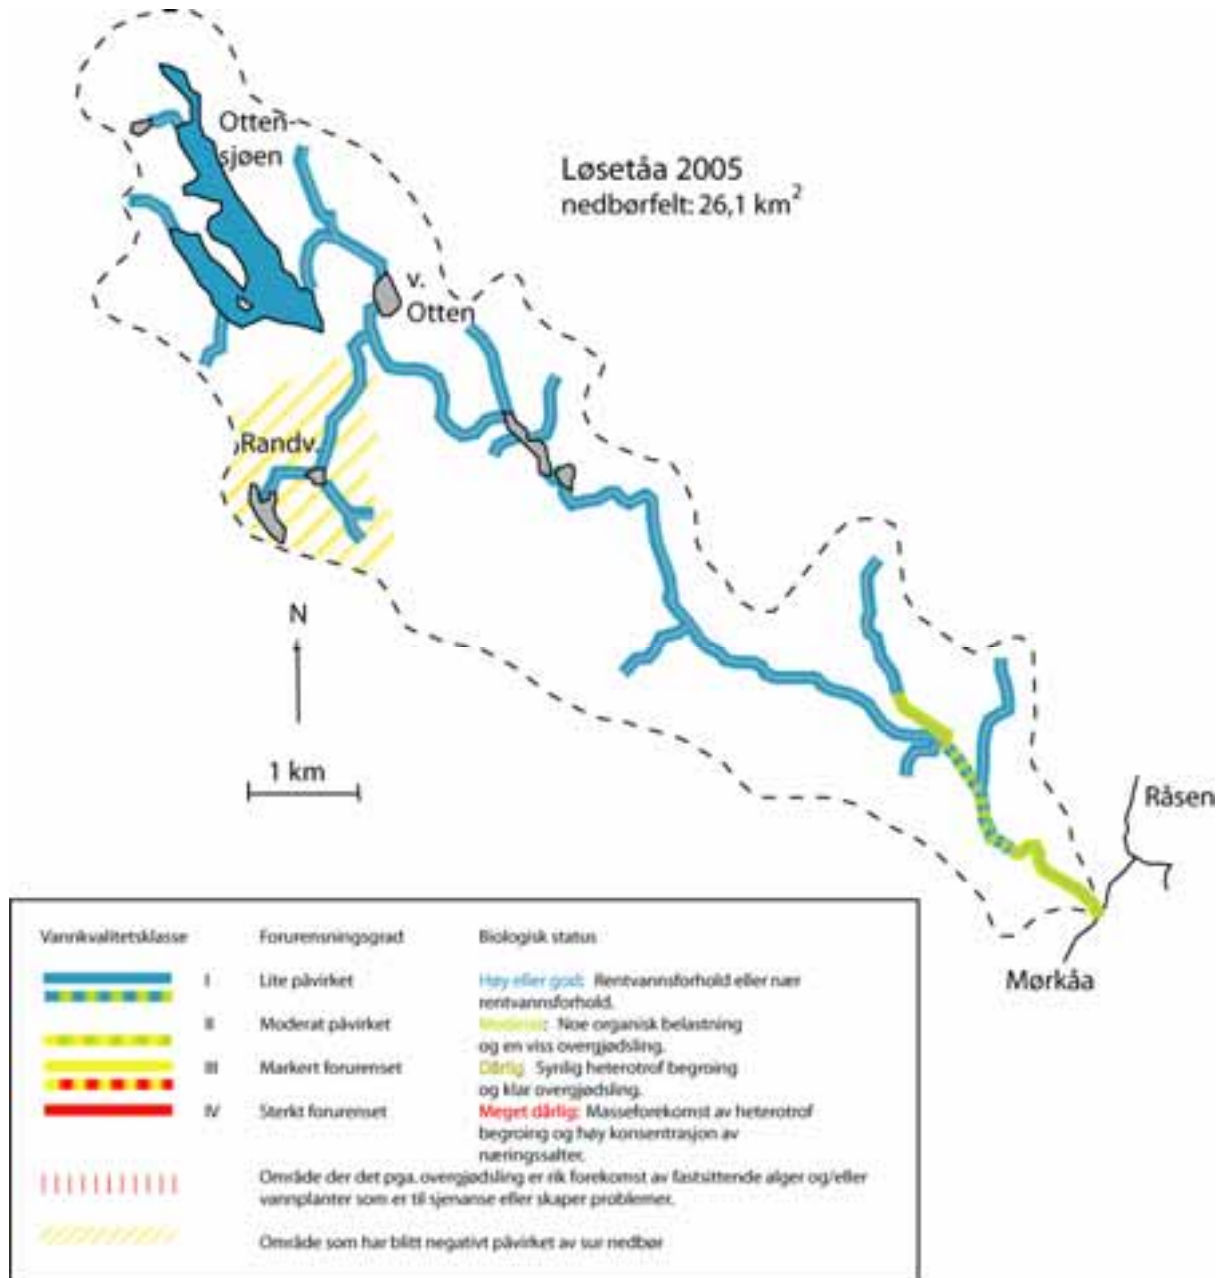 Otten-
sjøen
Løsetåa 2005
nedbørfelt: 26,1 km2
v.
Otten
Randv.
N
1 km
Råsen
Mørkåa
Vannkvalitetsklasse Forurensningsgrad Biologisk status
I Lite påvirket Høy eller god: Rentvannsforhold eller nær
rentvannsforhold.
II Moderat påvirket Moderat: Noe organisk belastning
og en viss overgjødsling.
III Markert forurenset Dårlig: Synlig heterotrof begroing
og klar overgjødsling.
IV Sterkt forurenset Meget dårlig: Masseforekomst av heterotrof
begroing og høy konsentrasjon av
næringssalter.
Område der det pga. overgjødsling er rik forekomst av fastsittende alger og/eller
vannplanter som er til sjenanse eller skaper problemer.
Område som har blitt negativt påvirket av sur nedbør